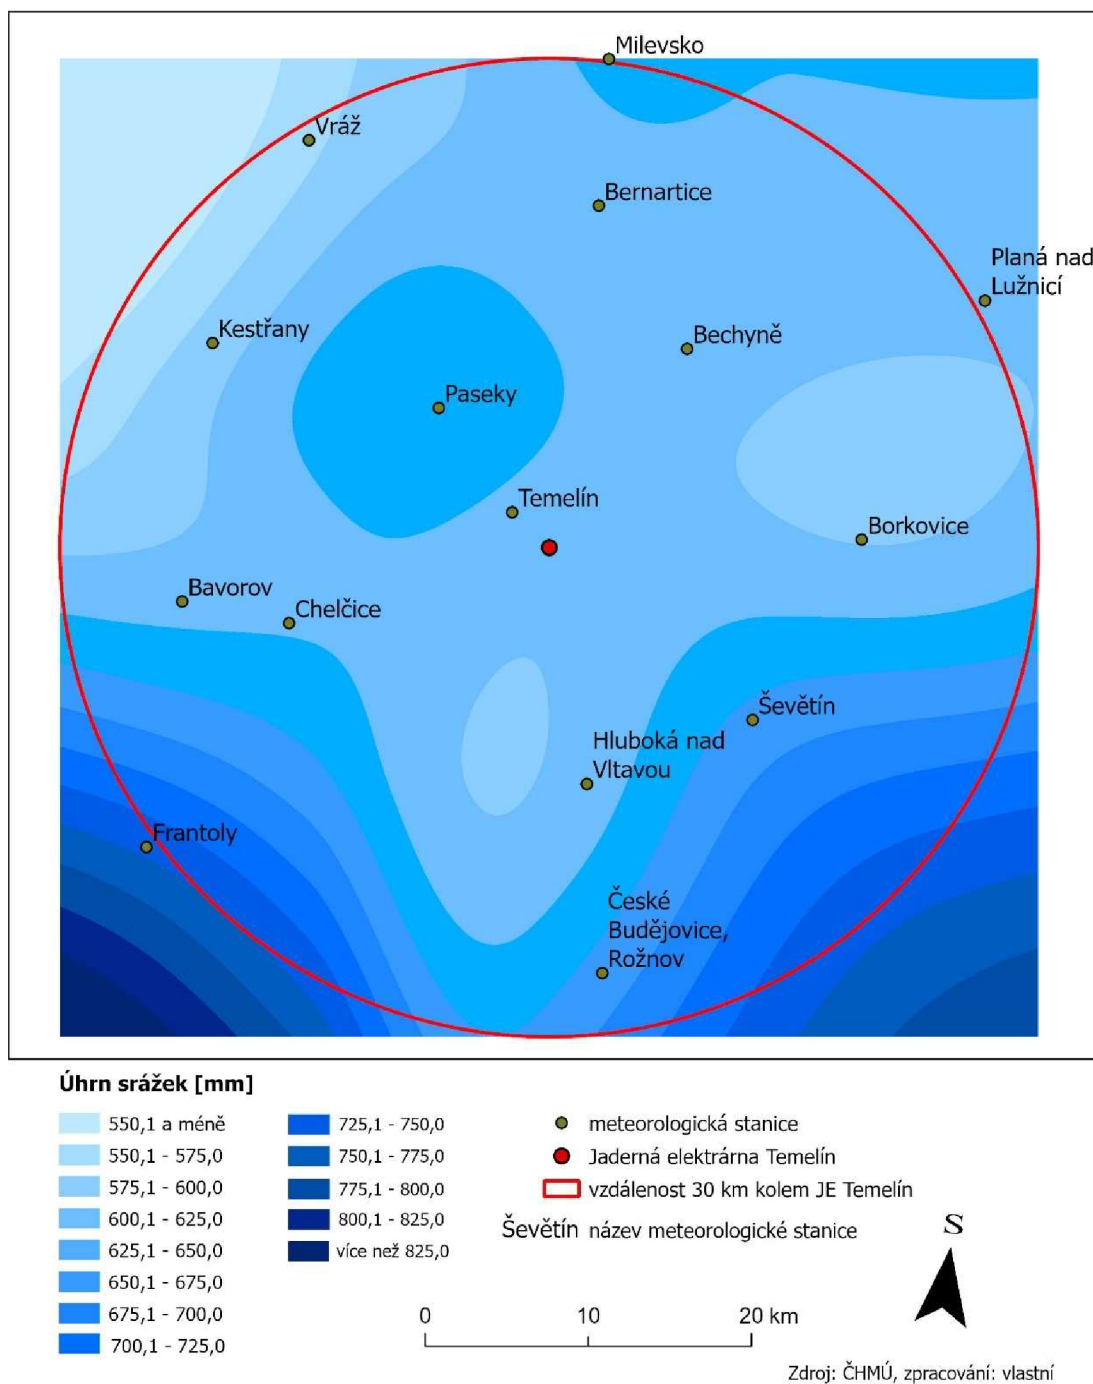 Milevsko
Vráž
Bernartice
Planá nad
Lužnicí
Kestřany
Bechyně
Paseky
Temelín
Borkovice
Bavorov
Chelčice
Ševětín
Hluboká nad
Vltavou
Frantoly
České
Budějovice,
Rožnov
Úhrn srážek [mm]
550,1 a méně
550,1 - 575,0
575,1 - 600,0
600,1 - 625,0
625,1 - 650,0
650,1 - 675,0
675,1 - 700,0
700,1 - 725,0
725,1 - 750,0
750,1 - 775,0
775,1 - 800,0
800,1 - 825,0
více než 825,0
meteorologická stanice
Jaderná elektrárna Temelín
vzdálenost 30 km kolem JE Temelín
Ševětín název meteorologické stanice
S
0 10 20 km
Zdroj: ČHMÚ, zpracování: vlastní